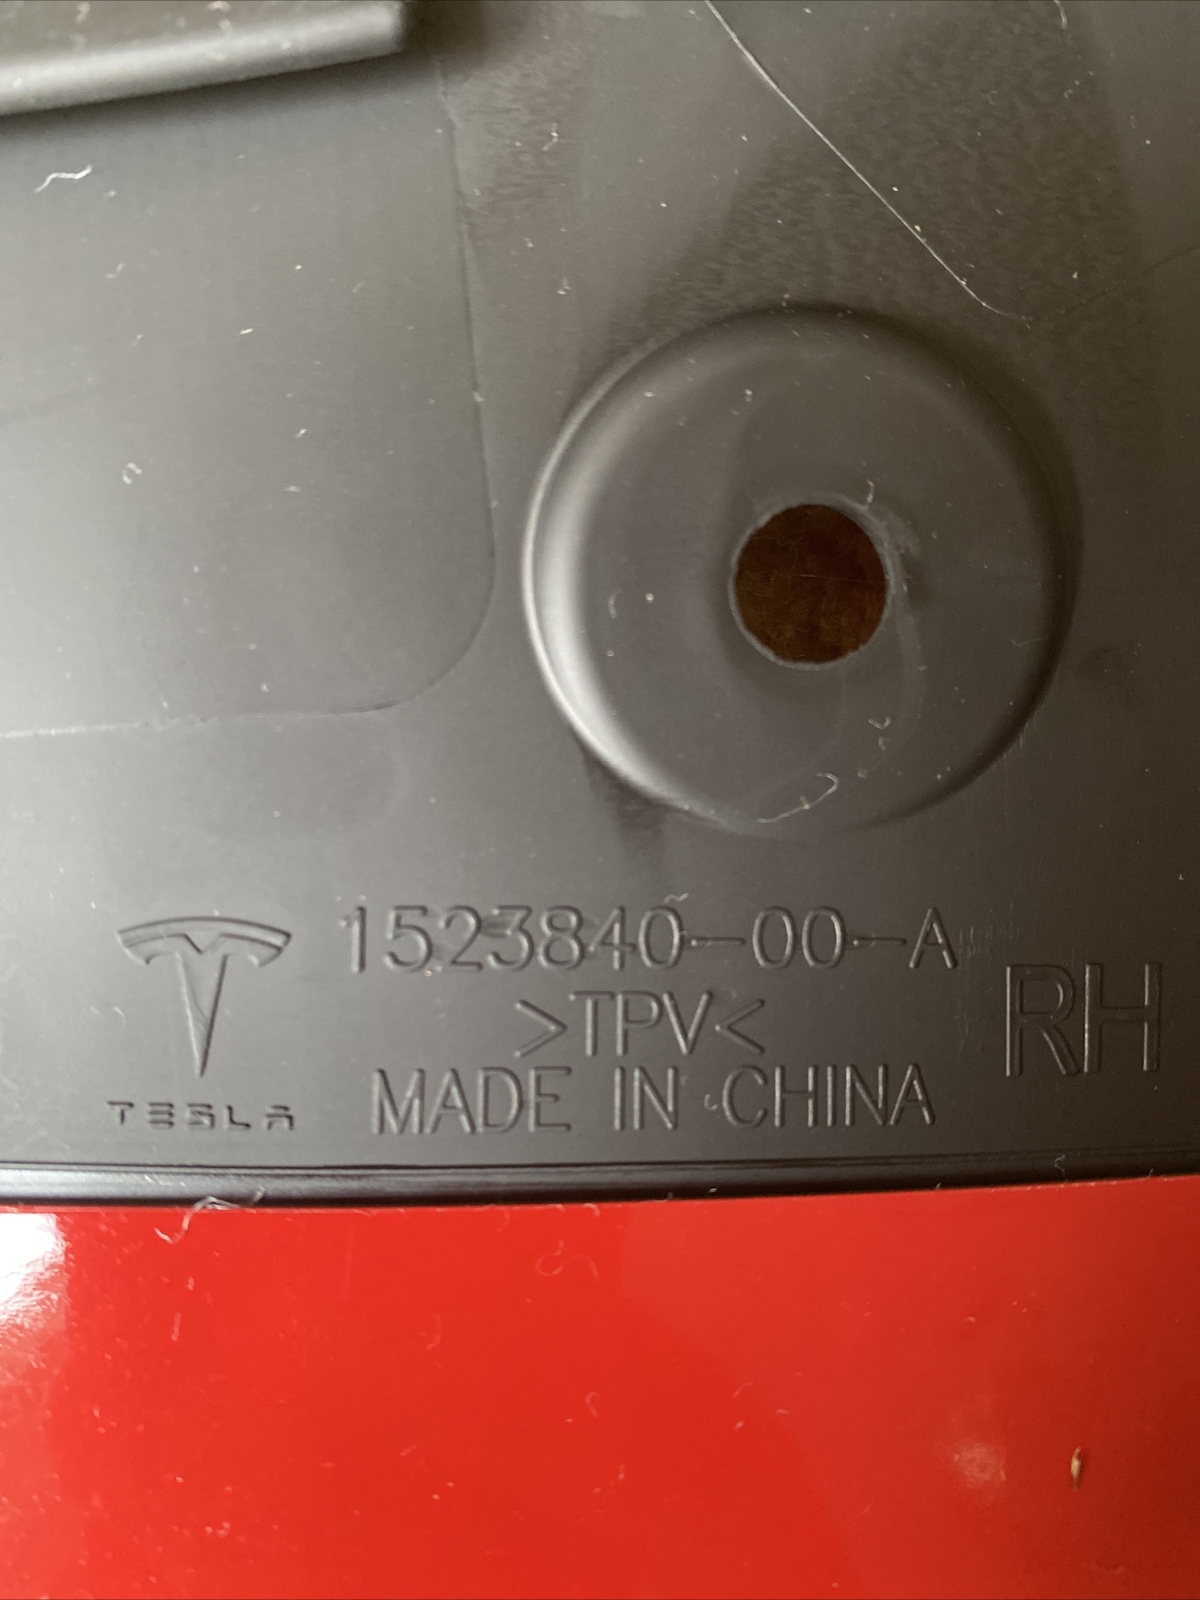 1523840-00-A
>TPV<
RH
MADE IN CHINA
TESLA